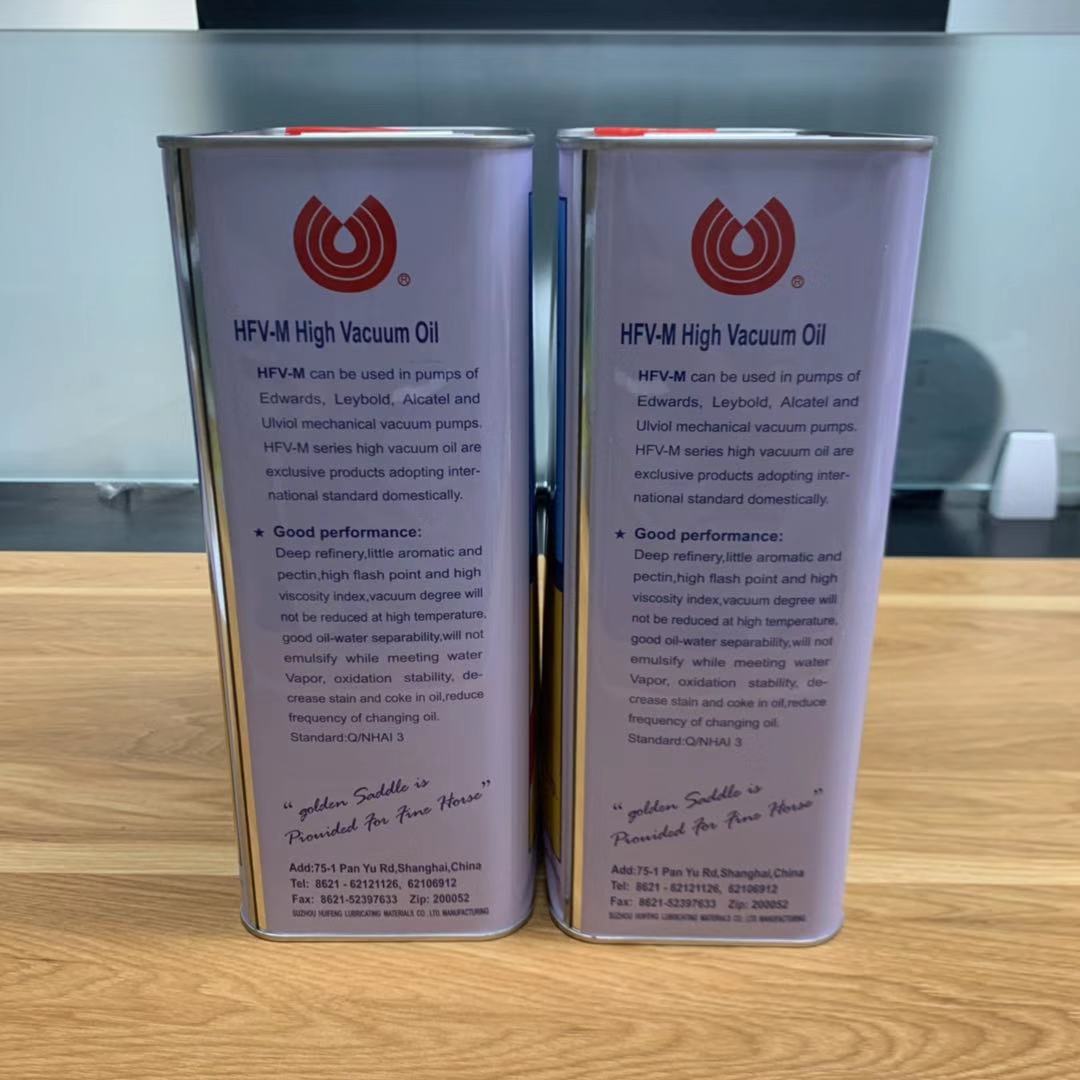 ®
HFV-M High Vacuum Oil
HFV-M can be used in pumps of
Edwards, Leybold, Alcatel and
Ulviol mechanical vacuum pumps.
HFV-M series high vacuum oil are
exclusive products adopting inter-
national standard domestically.
★ Good performance:
Deep refinery,little aromatic and
pectin,high flash point and high
viscosity index,vacuum degree will
not be reduced at high temperature,
good oil-water separability,will not
emulsify while meeting water
Vapor, oxidation stability, de-
crease stain and coke in oil,reduce
frequency of changing oil.
Standard:Q/NHAI 3
“golden Saddle is
Prouided For Fine Horse”
Add:75-1 Pan Yu Rd,Shanghai,China
Tel: 8621 - 62121126, 62106912
Fax: 8621-52397633 Zip: 200052
SUZHOU HUIFENG LUBRICATING MATERIALS CO .,LTD. MANUFACTURING
®
HFV-M High Vacuum Oil
HFV-M can be used in pumps of
Edwards, Leybold, Alcatel and
Ulviol mechanical vacuum pumps.
HFV-M series high vacuum oil are
exclusive products adopting inter-
national standard domestically.
★ Good performance:
Deep refinery,little aromatic and
pectin,high flash point and high
viscosity index,vacuum degree will
not be reduced at high temperature,
good oil-water separability,will not
emulsify while meeting water
Vapor, oxidation stability, de-
crease stain and coke in oil,reduce
frequency of changing oil.
Standard:Q/NHAI 3
“golden Saddle is
Prouided For Fine Horse”
Add:75-1 Pan Yu Rd,Shanghai,China
Tel: 8621 - 62121126, 62106912
Fax: 8621-52397633 Zip: 200052
SUZHOU HUIFENG LUBRICATING MATERIALS CO .,LTD. MANUFACTURING